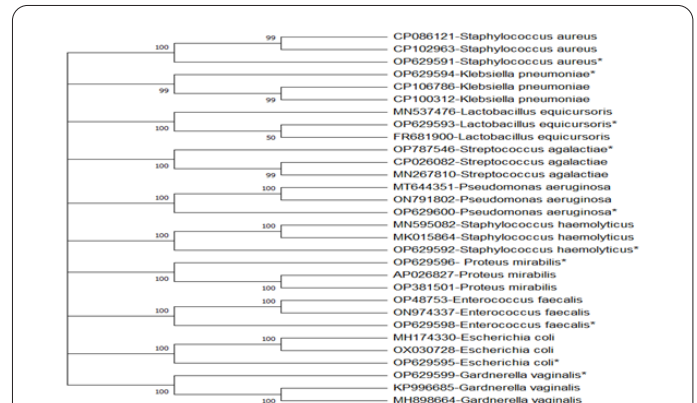 99
CP086121-Staphylococcus aureus
100
CP102963-Staphylococcus aureus
OP629591-Staphylococcus aureus*
OP629594-Klebsiella pneumoniae*
99
CP106786-Klebsiella pneumoniae
99
CP100312-Klebsiella pneumoniae
MN537476-Lactobacillus equicursoris
100
OP629593-Lactobacillus equicursoris*
50
FR681900-Lactobacillus equicursoris
OP787546-Streptococcus agalactiae*
100
CP026082-Streptococcus agalactiae
99
MN267810-Streptococcus agalactiae
100
MT644351-Pseudomonas aeruginosa
100
ON791802-Pseudomonas aeruginosa
OP629600-Pseudomonas aeruginosa*
100
MN595082-Staphylococcus haemolyticus
100
MK015864-Staphylococcus haemolyticus
OP629592-Staphylococcus haemolyticus*
OP629596- Proteus mirabilis*
100
AP026827-Proteus mirabilis
100
OP381501-Proteus mirabilis
100
OP48753-Enterococcus faecalis
100
ON974337-Enterococcus faecalis
OP629598-Enterococcus faecalis*
100
MH174330-Escherichia coli
100
OX030728-Escherichia coli
OP629595-Escherichia coli*
OP629599-Gardnerella vaginalis*
100
KP996685-Gardnerella vaginalis
100
MH898664-Gardnerella vaginalis